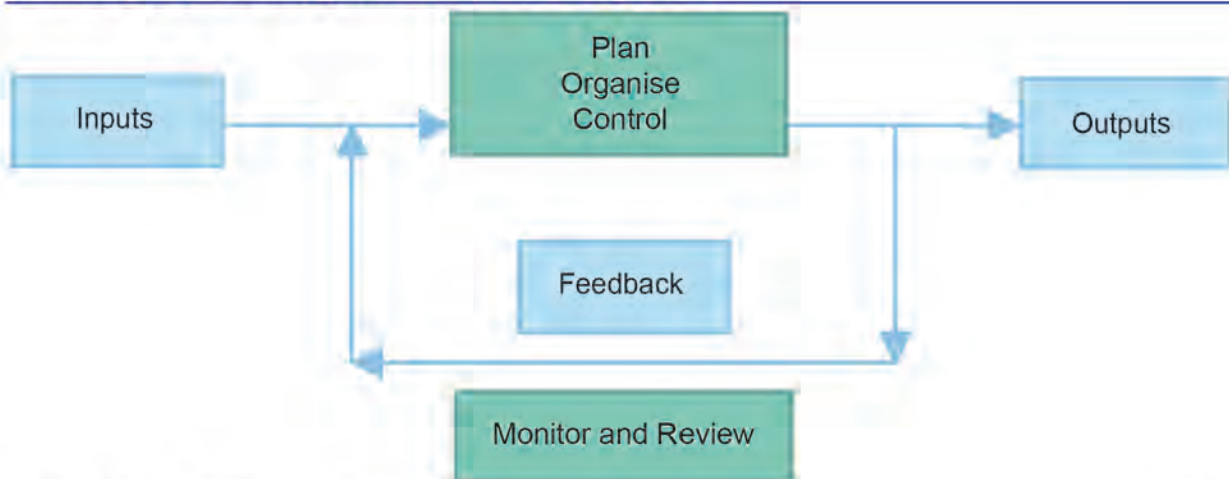 Plan
Organise
Control
Inputs
Outputs
Feedback
Monitor and Review